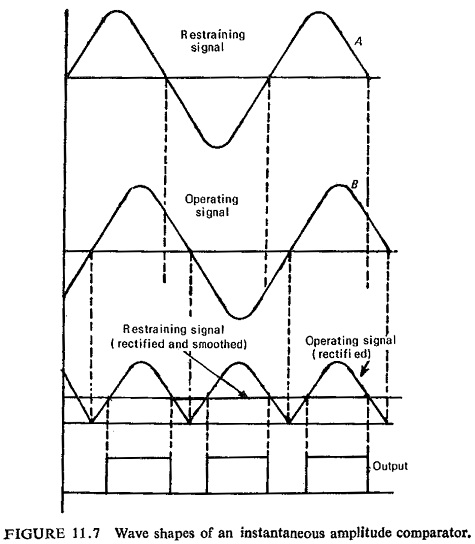 Restraining
signal
A
Operating
signal
B
Restraining signal
(rectified and smoothed)
Operating signal
(rectified)
Output
FIGURE 11.7 Wave shapes of an instantaneous amplitude comparator.